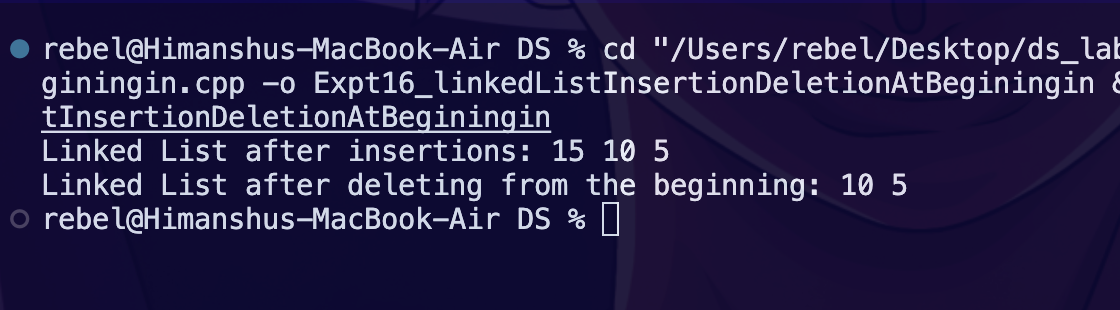 rebel@Himanshus-MacBook-Air DS % cd "/Users/rebel/Desktop/ds_lab
giningin.cpp -o Expt16_linkedListInsertionDeletionAtBeginingin &
tInsertionDeletionAtBeginingin
Linked List after insertions: 15 10 5
Linked List after deleting from the beginning: 10 5
rebel@Himanshus-MacBook-Air DS %